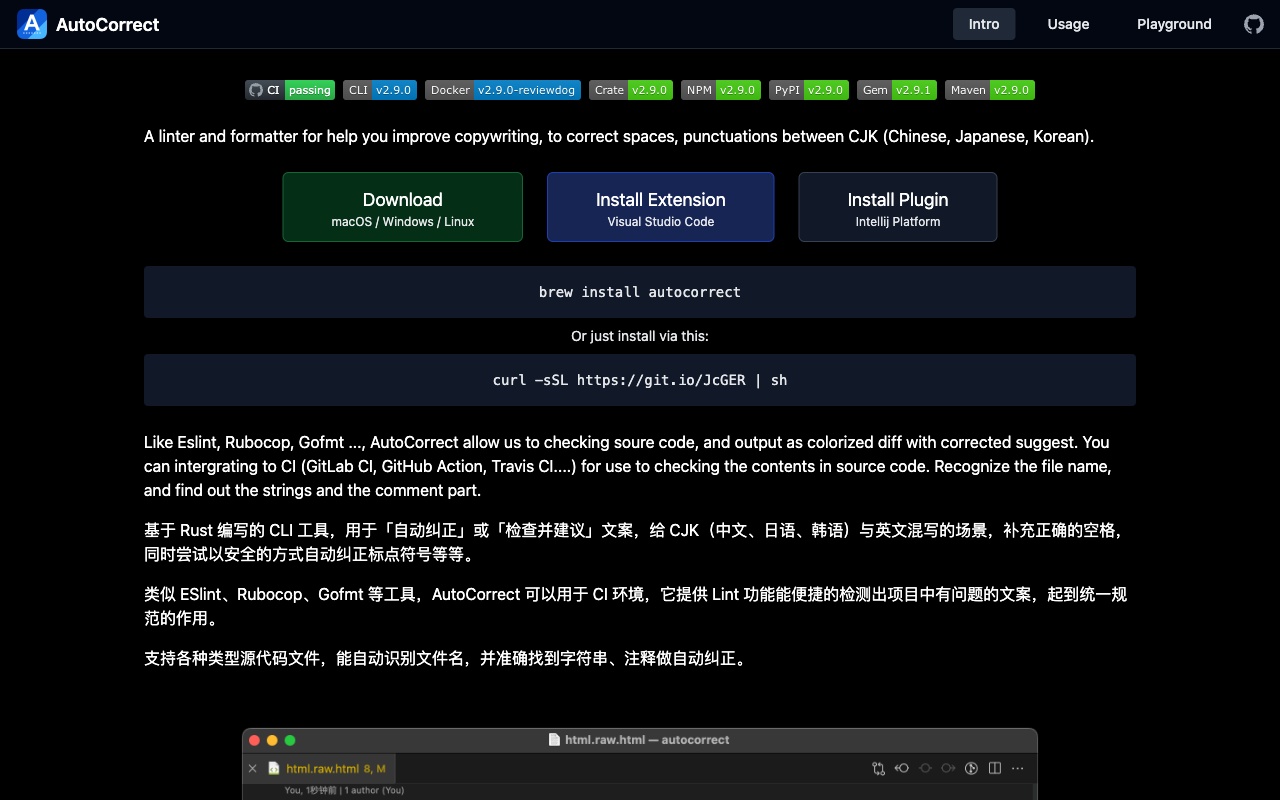 AutoCorrect
Intro Usage Playground
CI passing CLI v2.9.0 Docker v2.9.0-reviewdog Crate v2.9.0 NPM v2.9.0 PyPI v2.9.0 Gem v2.9.1 Maven v2.9.0
A linter and formatter for help you improve copywriting, to correct spaces, punctuations between CJK (Chinese, Japanese, Korean).
Download Install Extension Install Plugin
macOS / Windows / Linux Visual Studio Code Intellij Platform
brew install autocorrect
Or just install via this:
curl -sSL https://git.io/JcGER | sh
Like Eslint, Rubocop, Gofmt ..., AutoCorrect allow us to checking soure code, and output as colorized diff with corrected suggest. You
can intergrating to CI (GitLab CI, GitHub Action, Travis CI....) for use to checking the contents in source code. Recognize the file name,
and find out the strings and the comment part.
基于 Rust 编写的 CLI 工具，用于「自动纠正」或「检查并建议」文案，给 CJK（中文、日语、韩语）与英文混写的场景，补充正确的空格，
同时尝试以安全的方式自动纠正标点符号等等。
类似 ESlint、Rubocop、Gofmt 等工具，AutoCorrect 可以用于 CI 环境，它提供 Lint 功能能便捷的检测出项目中有问题的文案，起到统一规
范的作用。
支持各种类型源代码文件，能自动识别文件名，并准确找到字符串、注释做自动纠正。
html.raw.html — autocorrect
html.raw.html 8, M
You, 1秒钟前 | 1 author (You)